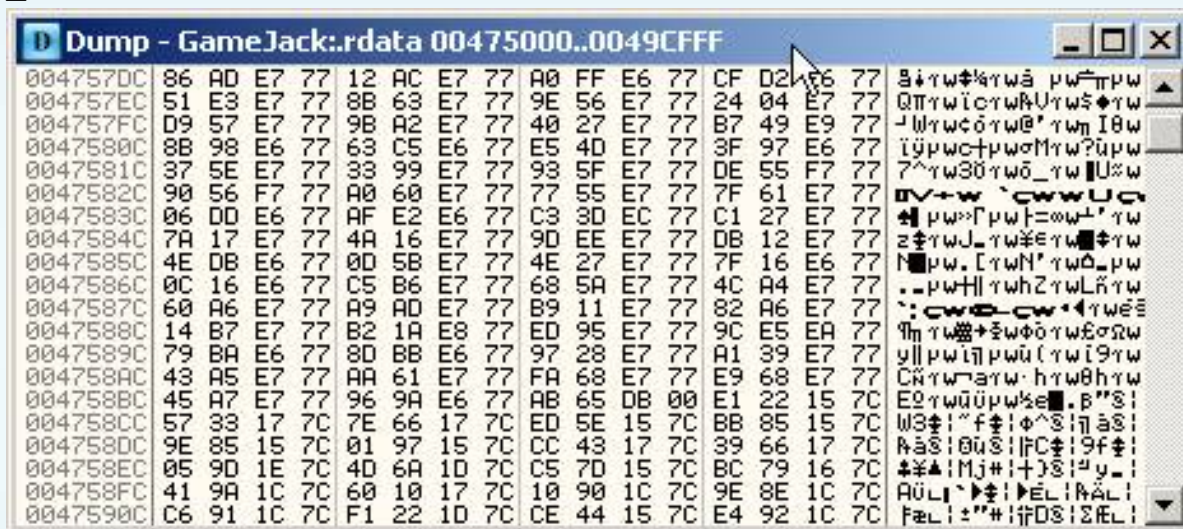 Dump - GameJack:.rdata 00475000..0049CFFF
004757DC 86 AD E7 77 12 AC E7 77 A0 FF E6 77 CF D2 E6 77
004757EC 51 E3 E7 77 8B 63 E7 77 9E 56 E7 77 24 04 E7 77
004757FC D9 57 E7 77 9B A2 E7 77 40 27 E7 77 B7 49 E9 77
0047580C 8B 98 E6 77 63 C5 E6 77 E5 4D E7 77 3F 97 E6 77
0047581C 37 5E E7 77 33 99 E7 77 93 5F E7 77 DE 55 F7 77
0047582C 90 56 F7 77 A0 60 E7 77 77 55 E7 77 7F 61 E7 77
0047583C 06 DD E6 77 AF E2 E6 77 C3 3D EC 77 C1 27 E7 77
0047584C 7A 17 E7 77 4A 16 E7 77 9D EE E7 77 DB 12 E7 77
0047585C 4E DB E6 77 0D 5B E7 77 4E 27 E7 77 7F 16 E6 77
0047586C 0C 16 E6 77 C5 B6 E7 77 68 5A E7 77 4C A4 E7 77
0047587C 60 A6 E7 77 A9 AD E7 77 B9 11 E7 77 82 A6 E7 77
0047588C 14 B7 E7 77 B2 1A E8 77 ED 95 E7 77 9C E5 EA 77
0047589C 79 BA E6 77 8D BB E6 77 97 28 E7 77 A1 39 E7 77
004758AC 43 A5 E7 77 AA 61 E7 77 FA 68 E7 77 E9 68 E7 77
004758BC 45 A7 E7 77 96 9A E6 77 AB 65 DB 00 E1 22 15 7C
004758CC 57 33 17 7C 7E 66 17 7C ED 5E 15 7C BB 85 15 7C
004758DC 9E 85 15 7C 01 97 15 7C CC 43 17 7C 39 66 17 7C
004758EC 05 9D 1E 7C 4D 6A 1D 7C C5 7D 15 7C BC 79 16 7C
004758FC 41 9A 1C 7C 60 10 17 7C 10 90 1C 7C 9E 8E 1C 7C
0047590C C6 91 1C 7C F1 22 1D 7C CE 44 15 7C E4 92 1C 7C